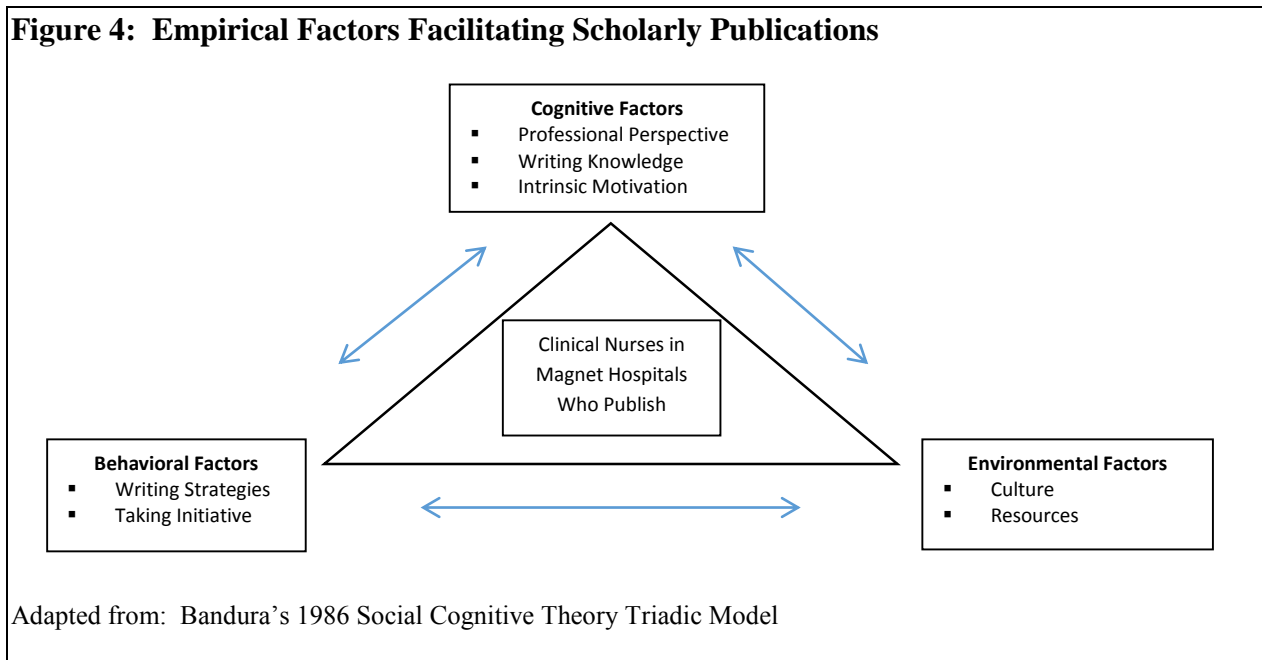 Figure 4: Empirical Factors Facilitating Scholarly Publications
Cognitive Factors
▪ Professional Perspective
▪ Writing Knowledge
▪ Intrinsic Motivation
Clinical Nurses in
Magnet Hospitals
Who Publish
Behavioral Factors
▪ Writing Strategies
▪ Taking Initiative
Environmental Factors
▪ Culture
▪ Resources
Adapted from: Bandura’s 1986 Social Cognitive Theory Triadic Model